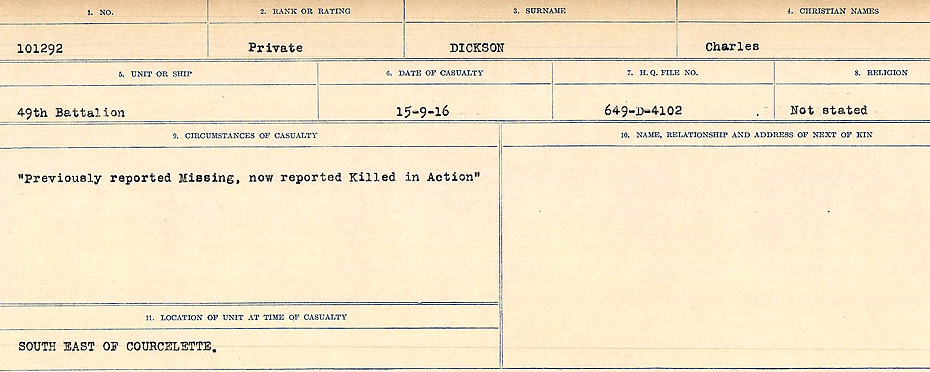 1. NO. 2. RANK OR RATING 3. SURNAME 4. CHRISTIAN NAMES
101292 Private DICKSON Charles
5. UNIT OR SHIP 6. DATE OF CASUALTY 7. H. Q. FILE NO. 8. RELIGION
49th Battalion 15-9-16 649-D-4102 . Not stated
9. CIRCUMSTANCES OF CASUALTY 10. NAME, RELATIONSHIP AND ADDRESS OF NEXT OF KIN
"Previously reported Missing, now reported Killed in Action"
11. LOCATION OF UNIT AT TIME OF CASUALTY
SOUTH EAST OF COURCELETTE.